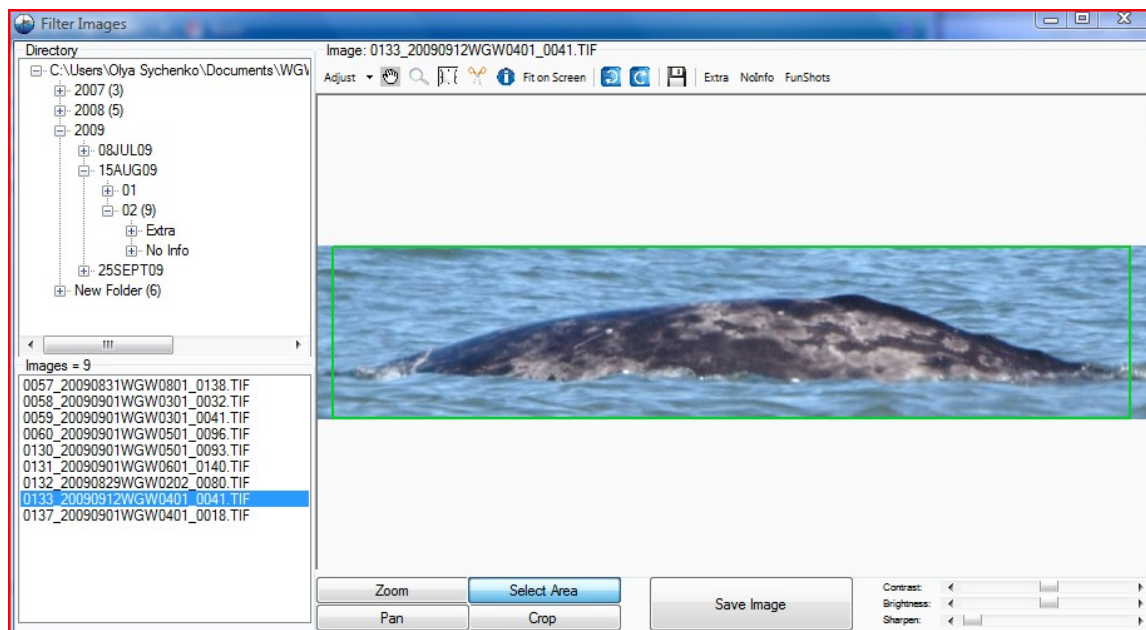 Filter Images
Directory
C:\Users\Olya Sychenko\Documents\WG\
2007 (3)
2008 (5)
2009
08JUL09
15AUG09
01
02 (9)
Extra
No Info
25SEPT09
New Folder (6)
Images = 9
0057_20090831WGW0801_0138.TIF
0058_20090901WGW0301_0032.TIF
0059_20090901WGW0301_0041.TIF
0060_20090901WGW0501_0096.TIF
0130_20090901WGW0501_0093.TIF
0131_20090901WGW0601_0140.TIF
0132_20090829WGW0202_0080.TIF
0133_20090912WGW0401_0041.TIF
0137_20090901WGW0401_0018.TIF
Image: 0133_20090912WGW0401_0041.TIF
Adjust Fit on Screen Extra NoInfo FunShots
Zoom Select Area
Pan Crop
Save Image
Contrast:
Brightness:
Sharpen: